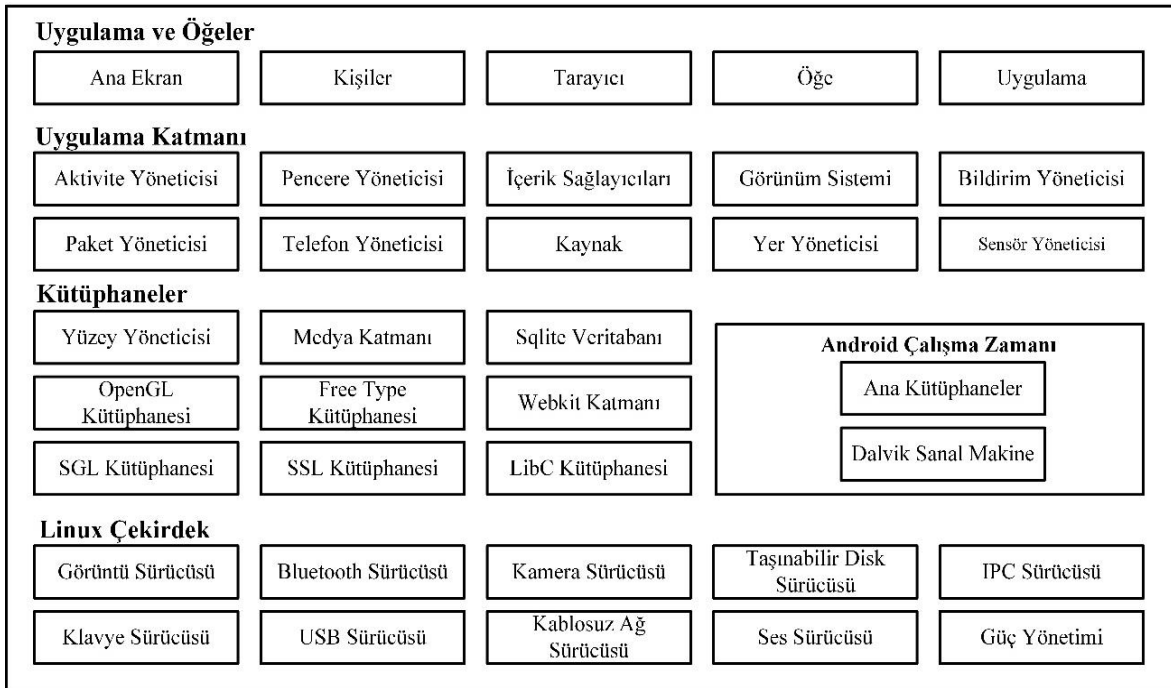 Uygulama ve Öğeler
Ana Ekran
Kişiler
Tarayıcı
Öğe
Uygulama
Uygulama Katmanı
Aktivite Yöneticisi
Pencere Yöneticisi
İçerik Sağlayıcıları
Görünüm Sistemi
Bildirim Yöneticisi
Paket Yöneticisi
Telefon Yöneticisi
Kaynak
Yer Yöneticisi
Sensör Yöneticisi
Kütüphaneler
Yüzey Yöneticisi
Medya Katmanı
Sqlite Veritabanı
OpenGL
Kütüphanesi
Free Type
Kütüphanesi
Webkit Katmanı
SGL Kütüphanesi
SSL Kütüphanesi
LibC Kütüphanesi
Android Çalışma Zamanı
Ana Kütüphaneler
Dalvik Sanal Makine
Linux Çekirdek
Görüntü Sürücüsü
Bluetooth Sürücüsü
Kamera Sürücüsü
Taşınabilir Disk
Sürücüsü
IPC Sürücüsü
Klavye Sürücüsü
USB Sürücüsü
Kablosuz Ağ
Sürücüsü
Ses Sürücüsü
Güç Yönetimi